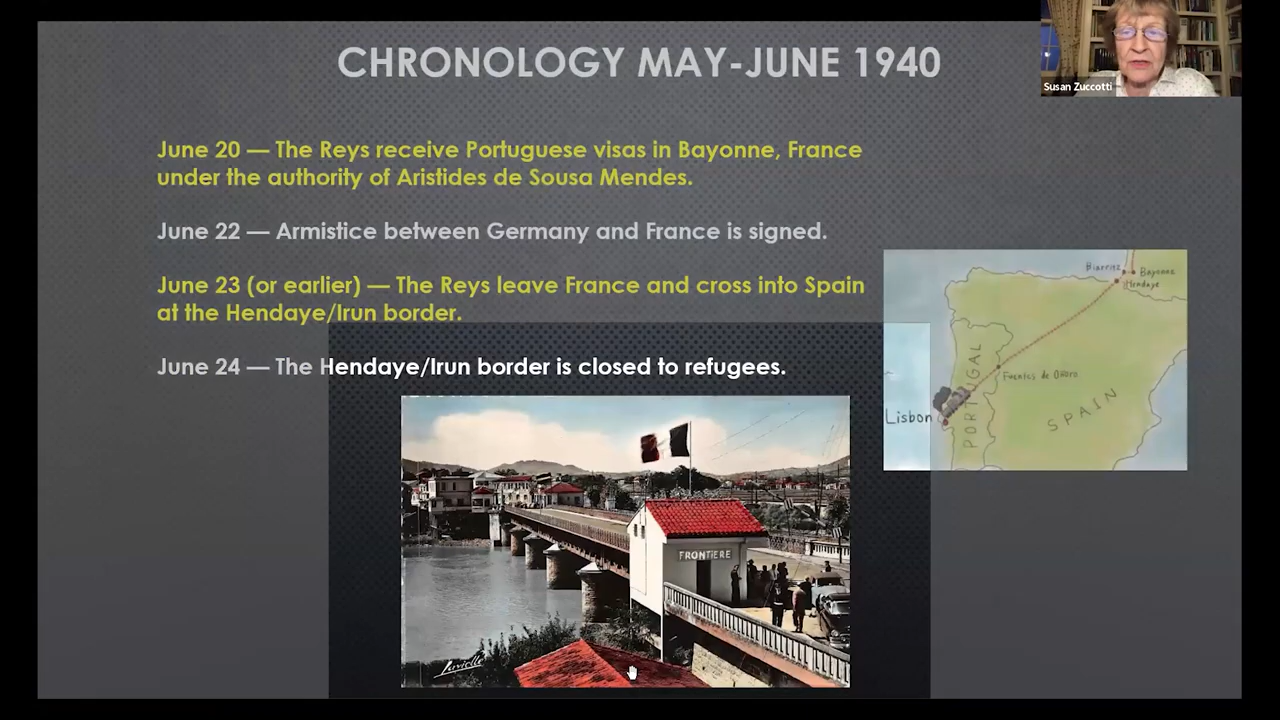 CHRONOLOGY MAY-JUNE 1940
Susan Zuccotti
June 20 — The Reys receive Portuguese visas in Bayonne, France
under the authority of Aristides de Sousa Mendes.
June 22 — Armistice between Germany and France is signed.
June 23 (or earlier) — The Reys leave France and cross into Spain
at the Hendaye/Irun border.
June 24 — The Hendaye/Irun border is closed to refugees.
Biarritz
Bayonne
Hendaye
PORTUGAL
Fuentes de Oñoro
SPAIN
Lisbon
FRONTIERE